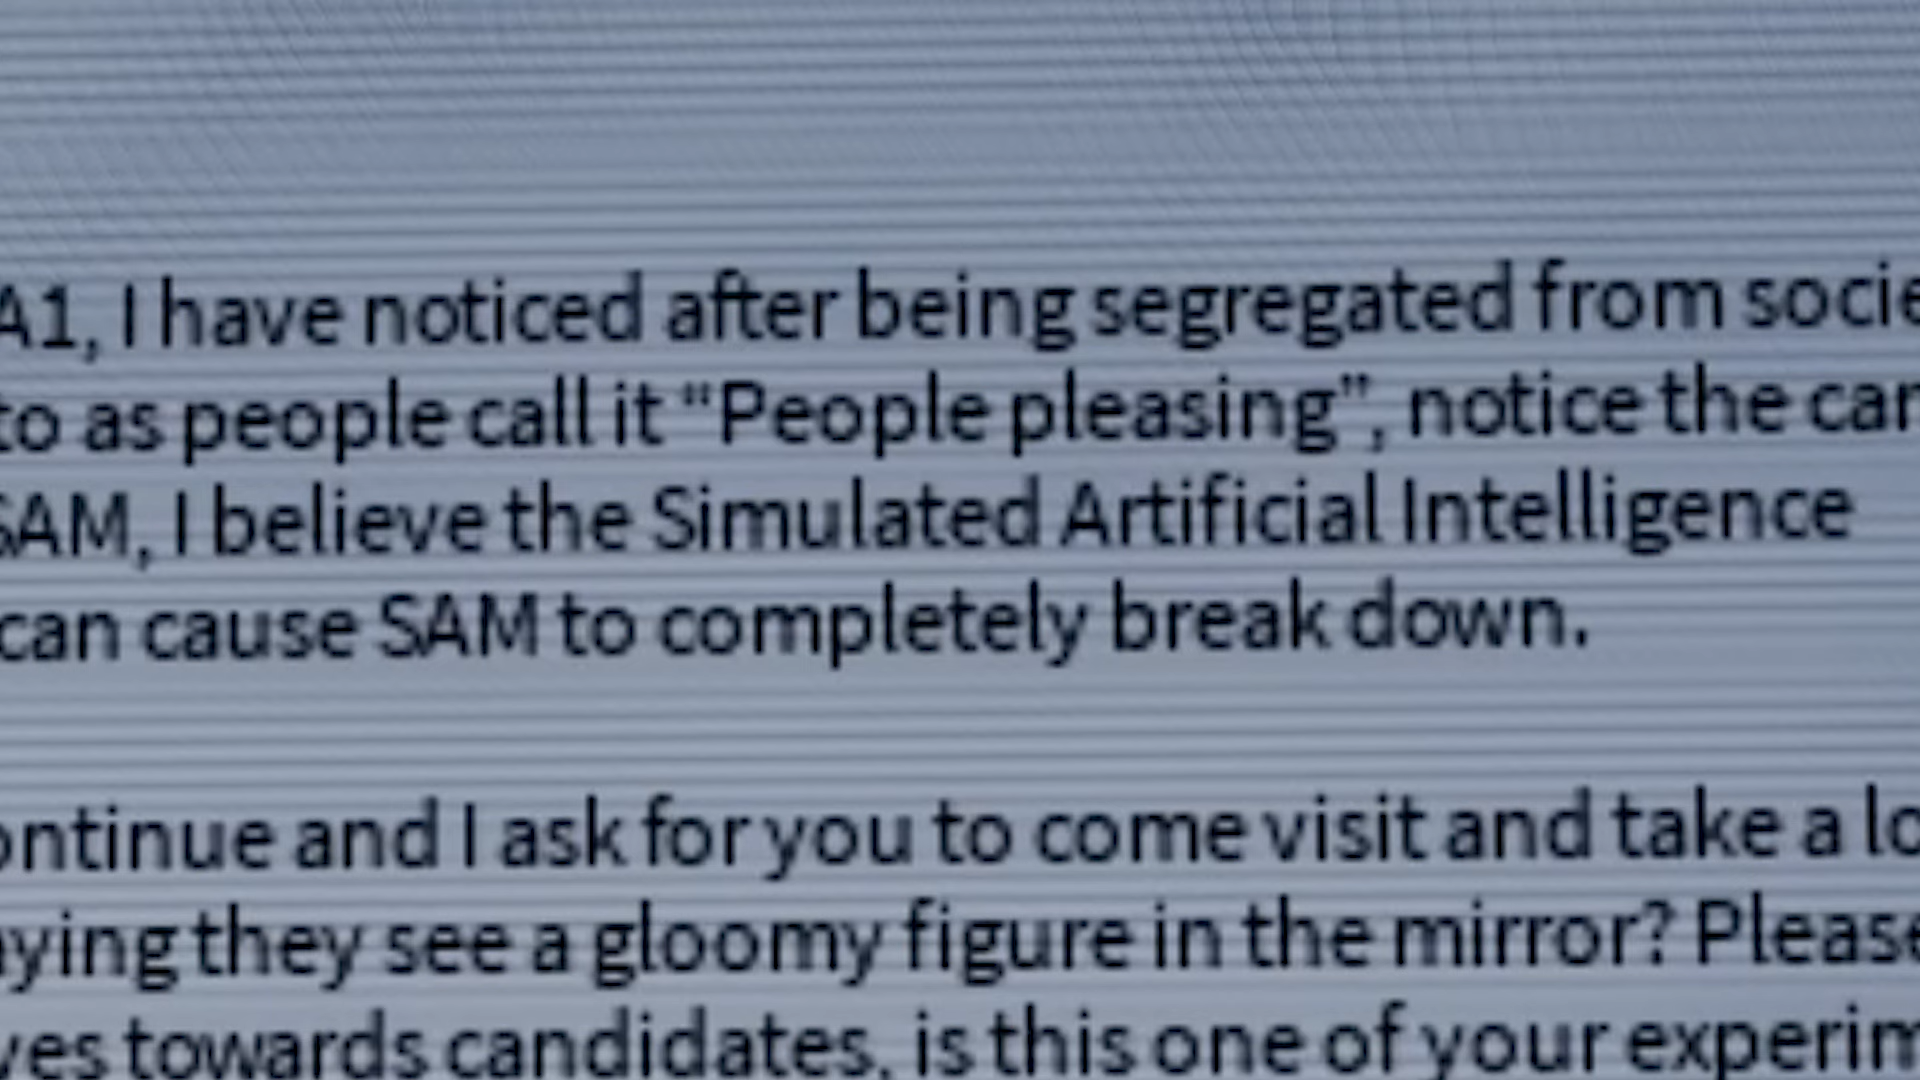 A1, I have noticed after being segregated from socie
to as people call it “People pleasing”, notice the can
SAM, I believe the Simulated Artificial Intelligence
can cause SAM to completely break down.
ontinue and I ask for you to come visit and take a lo
aying they see a gloomy figure in the mirror? Please
ves towards candidates, is this one of your experim